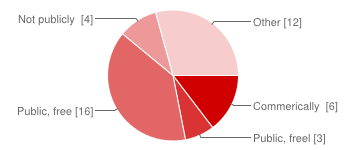 Not publicly [4]
Other [12]
Public, free [16]
Commerically [6]
Public, freel [3]